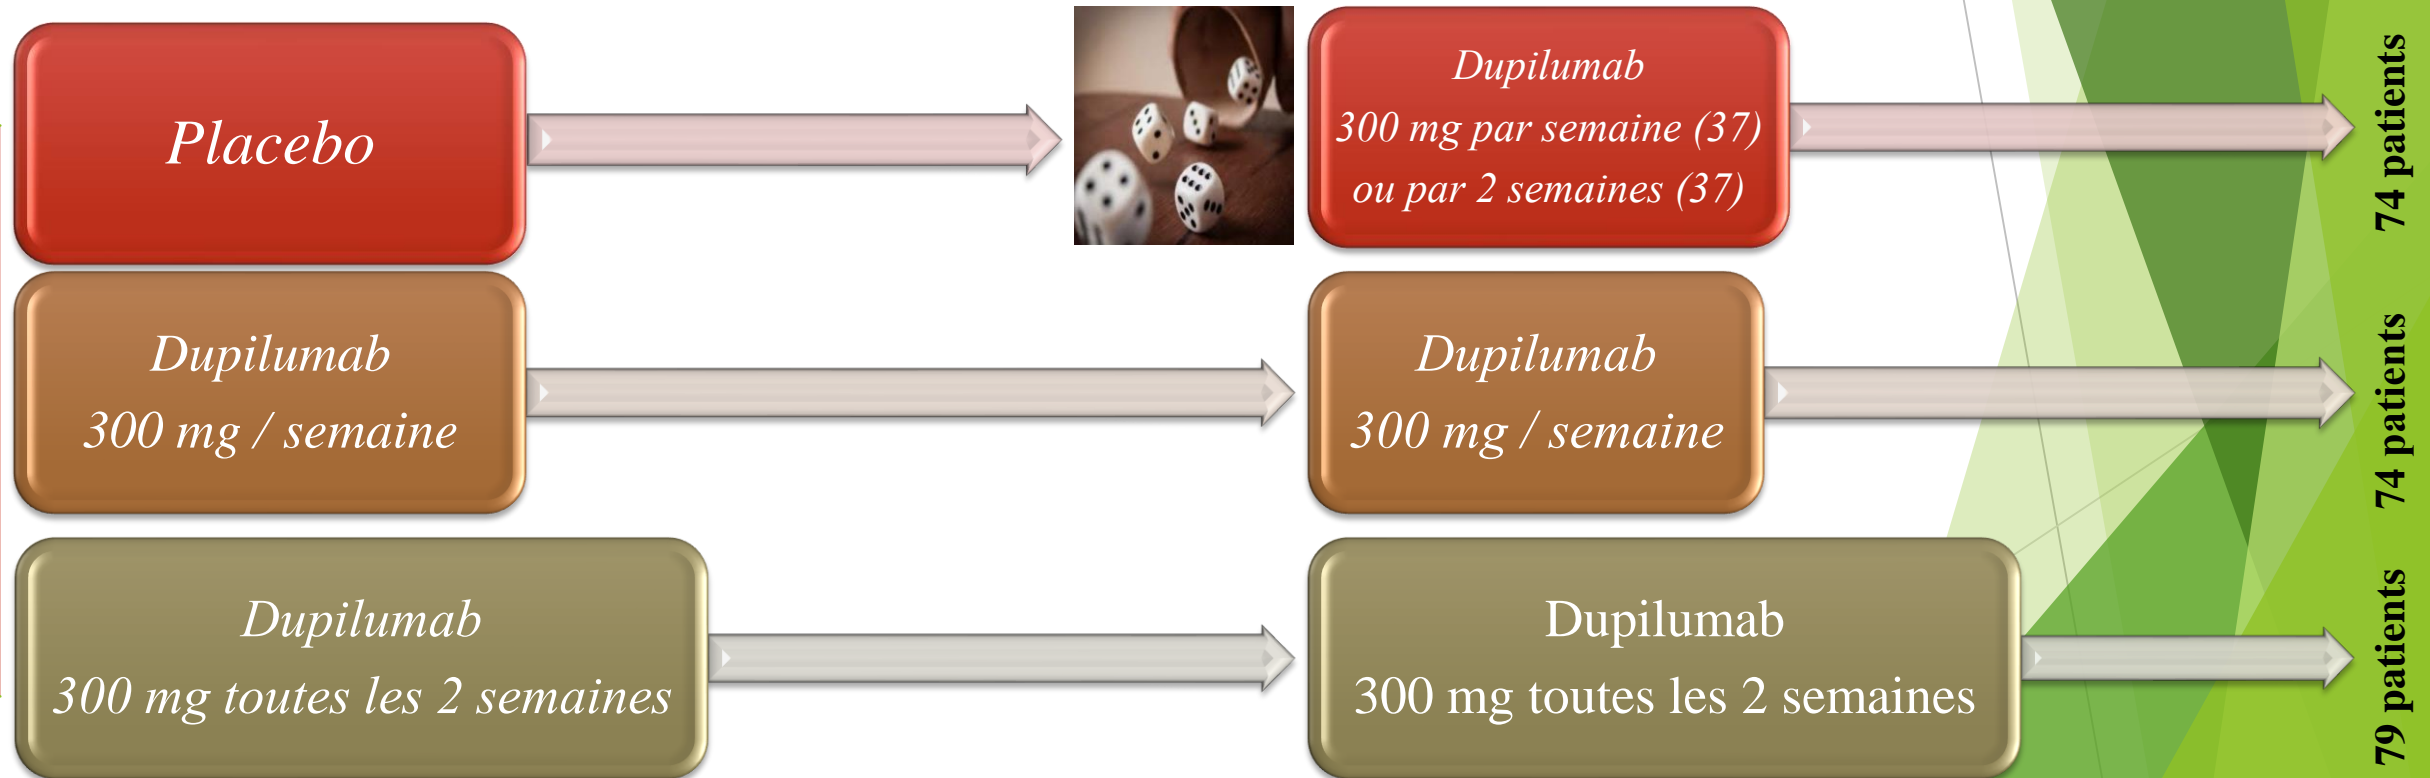 Placebo
Dupilumab
300 mg par semaine (37)
ou par 2 semaines (37)
74 patients
Dupilumab
300 mg / semaine
Dupilumab
300 mg / semaine
74 patients
Dupilumab
300 mg toutes les 2 semaines
Dupilumab
300 mg toutes les 2 semaines
79 patients